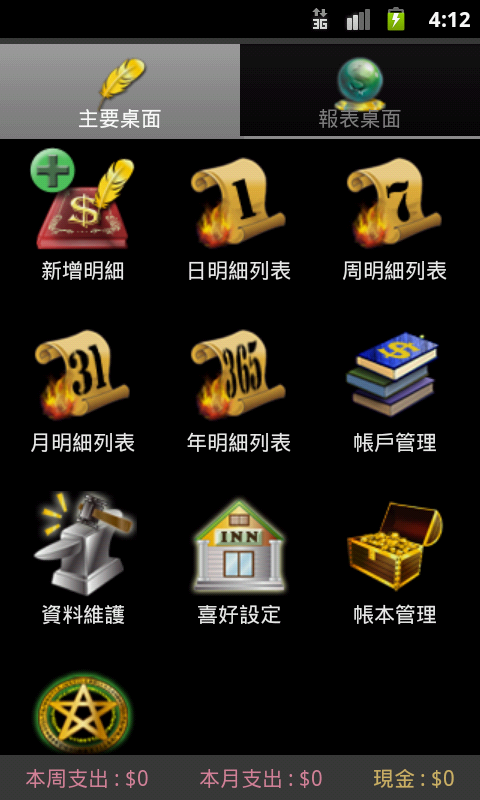 3G 4:12
主要桌面 報表桌面
$ 1 7
新增明細 日明細列表 周明細列表
31 365 $
月明細列表 年明細列表 帳戶管理
INN
資料維護 喜好設定 帳本管理
本周支出 : $0 本月支出 : $0 現金 : $0